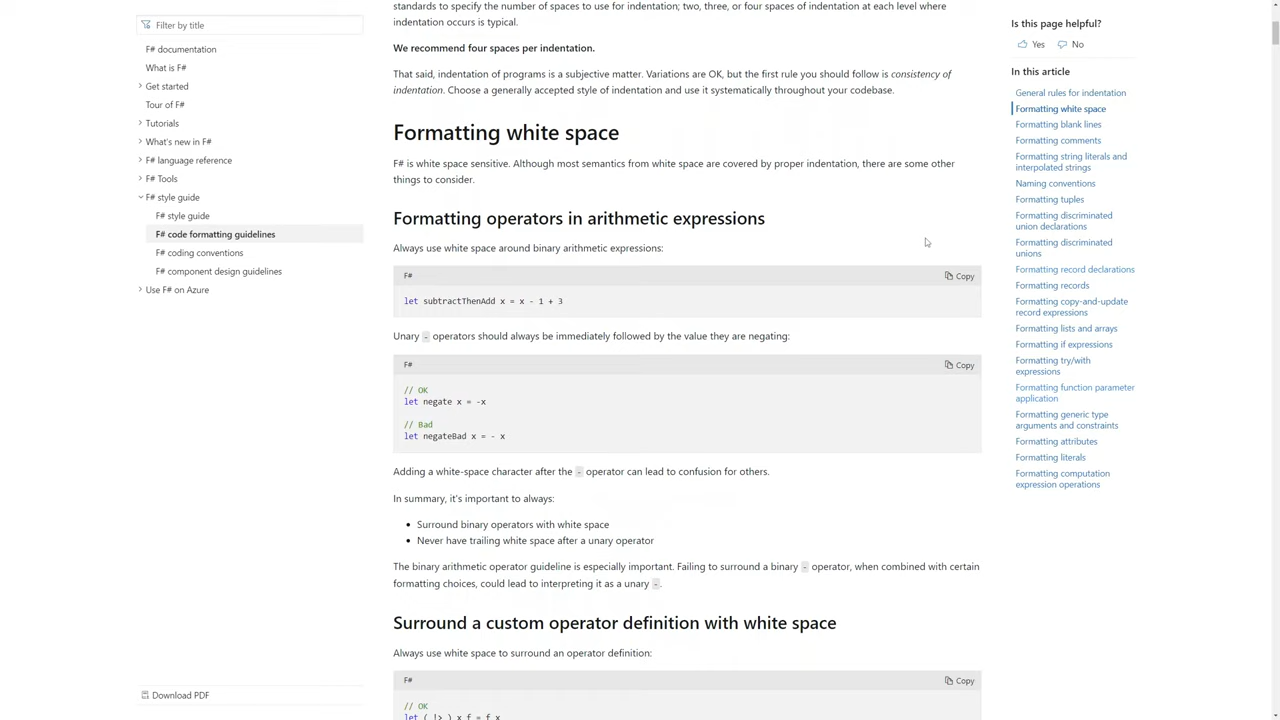 Filter by title
F# documentation
What is F#
Get started
Tour of F#
Tutorials
What's new in F#
F# language reference
F# Tools
F# style guide
F# style guide
F# code formatting guidelines
F# coding conventions
F# component design guidelines
Use F# on Azure
Download PDF
standards to specify the number of spaces to use for indentation; two, three, or four spaces of indentation at each level where
indentation occurs is typical.
We recommend four spaces per indentation.
That said, indentation of programs is a subjective matter. Variations are OK, but the first rule you should follow is consistency of
indentation. Choose a generally accepted style of indentation and use it systematically throughout your codebase.
Formatting white space
F# is white space sensitive. Although most semantics from white space are covered by proper indentation, there are some other
things to consider.
Formatting operators in arithmetic expressions
Always use white space around binary arithmetic expressions:
F# Copy
let subtractThenAdd x = x - 1 + 3
Unary - operators should always be immediately followed by the value they are negating:
F# Copy
// OK
let negate x = -x
// Bad
let negateBad x = - x
Adding a white-space character after the - operator can lead to confusion for others.
In summary, it's important to always:
• Surround binary operators with white space
• Never have trailing white space after a unary operator
The binary arithmetic operator guideline is especially important. Failing to surround a binary - operator, when combined with certain
formatting choices, could lead to interpreting it as a unary -.
Surround a custom operator definition with white space
Always use white space to surround an operator definition:
F# Copy
// OK
let ( !> ) x f = f x
Is this page helpful?
Yes No
In this article
General rules for indentation
Formatting white space
Formatting blank lines
Formatting comments
Formatting string literals and
interpolated strings
Naming conventions
Formatting tuples
Formatting discriminated
union declarations
Formatting discriminated
unions
Formatting record declarations
Formatting records
Formatting copy-and-update
record expressions
Formatting lists and arrays
Formatting if expressions
Formatting try/with
expressions
Formatting function parameter
application
Formatting generic type
arguments and constraints
Formatting attributes
Formatting literals
Formatting computation
expression operations